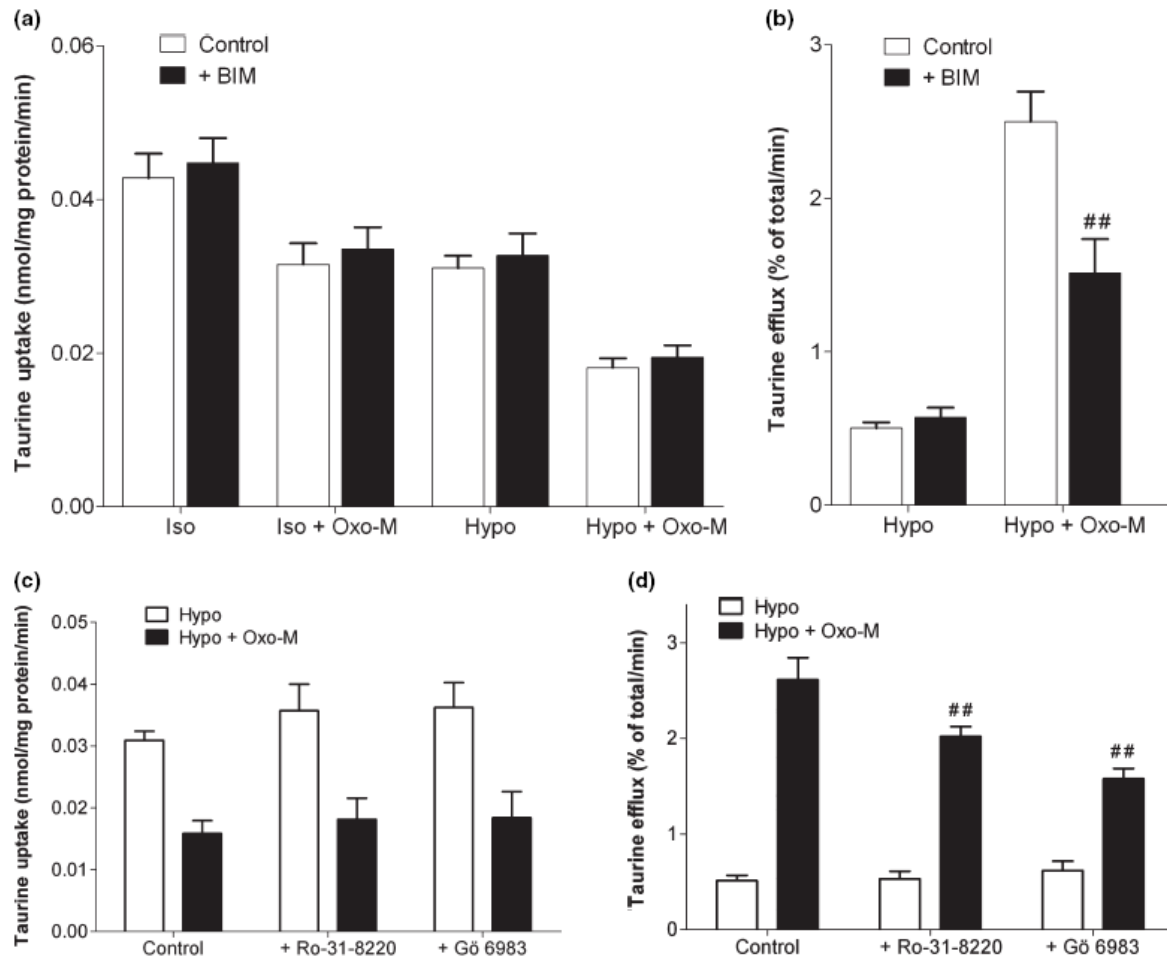 (a)
Control
+ BIM
Taurine uptake (nmol/mg protein/min)
0.06
0.04
0.02
0.00
Iso
Iso + Oxo-M
Hypo
Hypo + Oxo-M
(b)
Control
+ BIM
Taurine efflux (% of total/min)
3
2
1
0
##
Hypo
Hypo + Oxo-M
(c)
Hypo
Hypo + Oxo-M
Taurine uptake (nmol/mg protein/min)
0.05
0.04
0.03
0.02
0.01
0.00
Control
+ Ro-31-8220
+ Gö 6983
(d)
Hypo
Hypo + Oxo-M
Taurine efflux (% of total/min)
3
2
1
0
##
##
Control
+ Ro-31-8220
+ Gö 6983